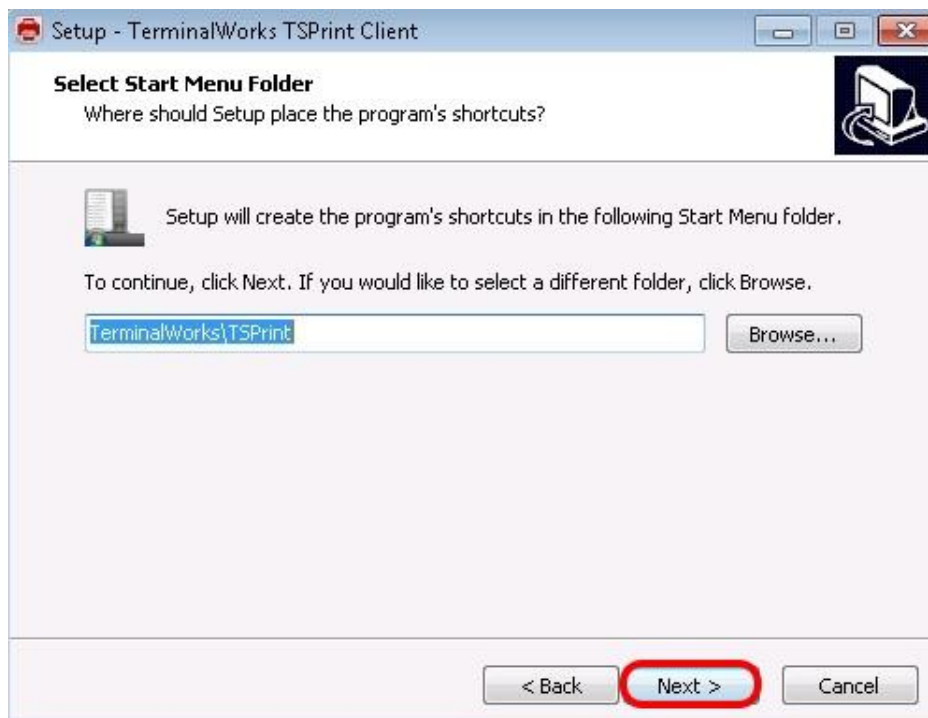 Setup - TerminalWorks TSPrint Client
Select Start Menu Folder
Where should Setup place the program's shortcuts?
Setup will create the program's shortcuts in the following Start Menu folder.
To continue, click Next. If you would like to select a different folder, click Browse.
TerminalWorks\TSPrint
Browse...
< Back
Next >
Cancel